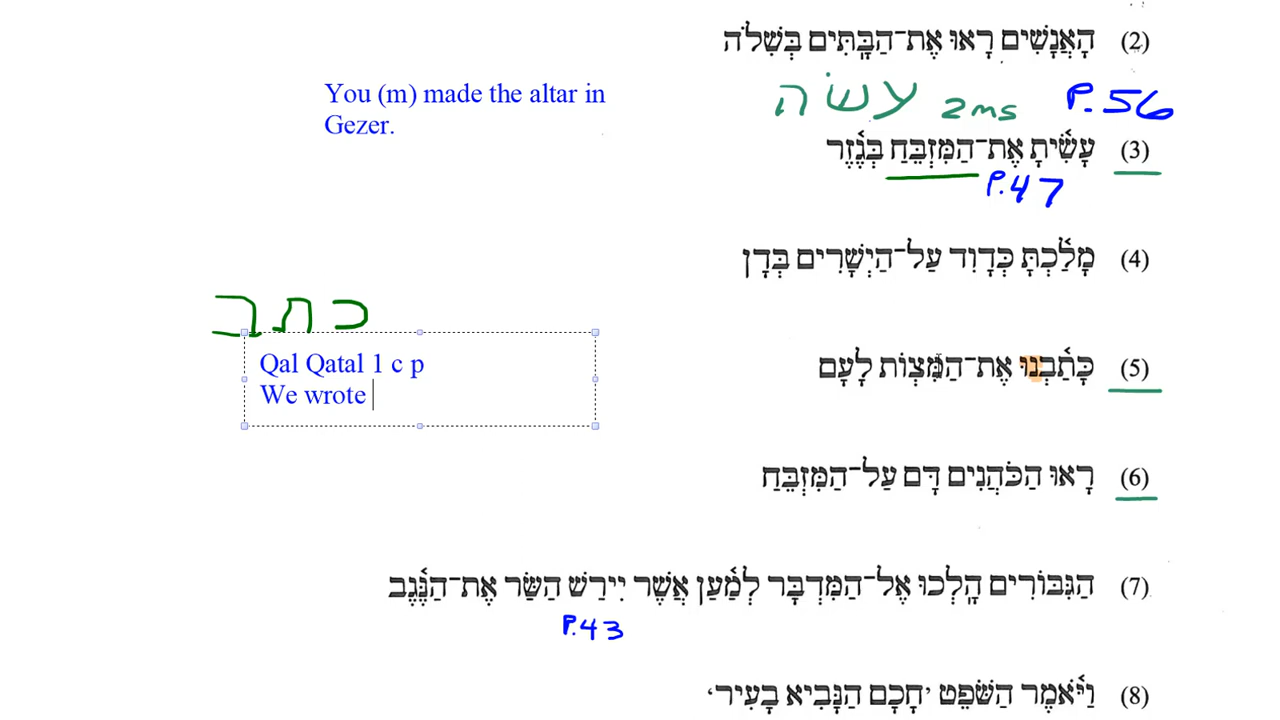 (2) הָאֲנָשִׁים רָאוּ אֶת־הַבָּתִּים בְּשִׁלֹה
You (m) made the altar in
Gezer.
עשׂה 2ms P.56
(3) עָשִׂ֫יתָ אֶת־הַמִּזְבֵּחַ בְּגֶ֫זֶר
P.47
(4) מָלַ֫כְתָּ כְּדָוִד עַל־הַיְשָׁרִים בְּדָן
כתב
Qal Qatal 1 c p
We wrote
(5) כָּתַ֫בְנוּ אֶת־הַמִּצְוֹת לָעָם
(6) רָאוּ הַכֹּהֲנִים דָּם עַל־הַמִּזְבֵּחַ
(7) הַגִּבּוֹרִים הָֽלְכוּ אֶל־הַמִּדְבָּר לְמַ֫עַן אֲשֶׁר יִירַשׁ הַשַּׂר אֶת־הַנֶּ֫גֶב
P.43
(8) וַיֹּ֫אמֶר הַשֹּׁפֵט ׳חָכָם הַנָּבִיא בָּעִיר׳